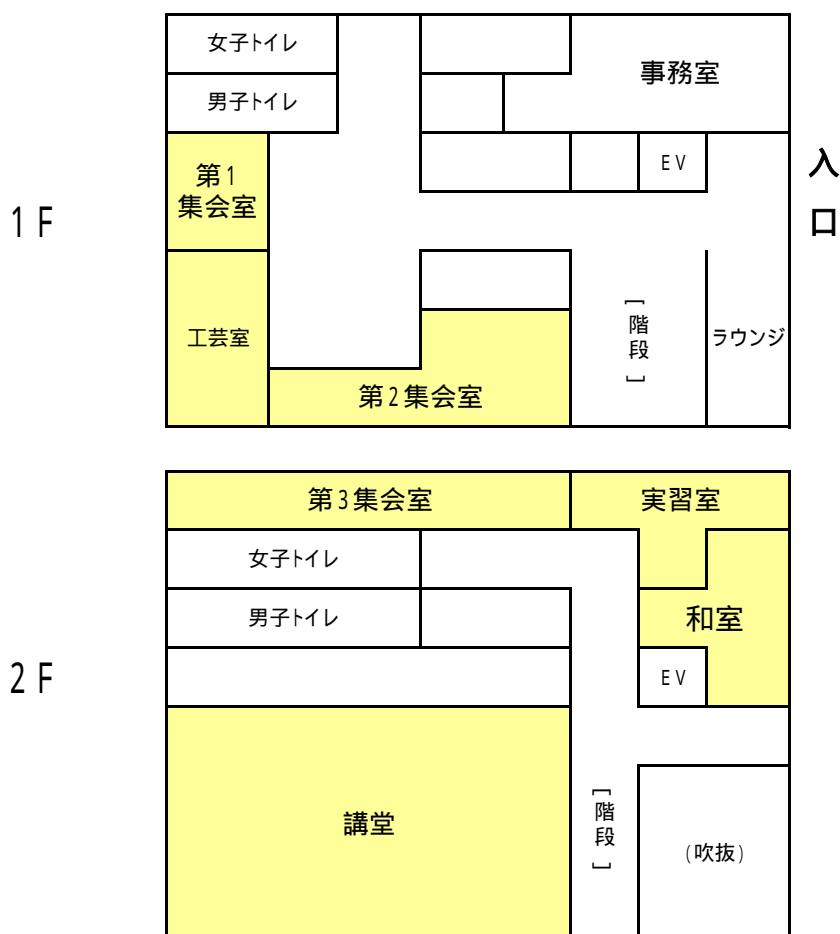 女子トイレ
事務室
男子トイレ
第1
集会室
EV
入
口
1F
工芸室
[階段]
ラウンジ
第2集会室
第3集会室
実習室
女子トイレ
男子トイレ
和室
2F
EV
講堂
[階段]
(吹抜)